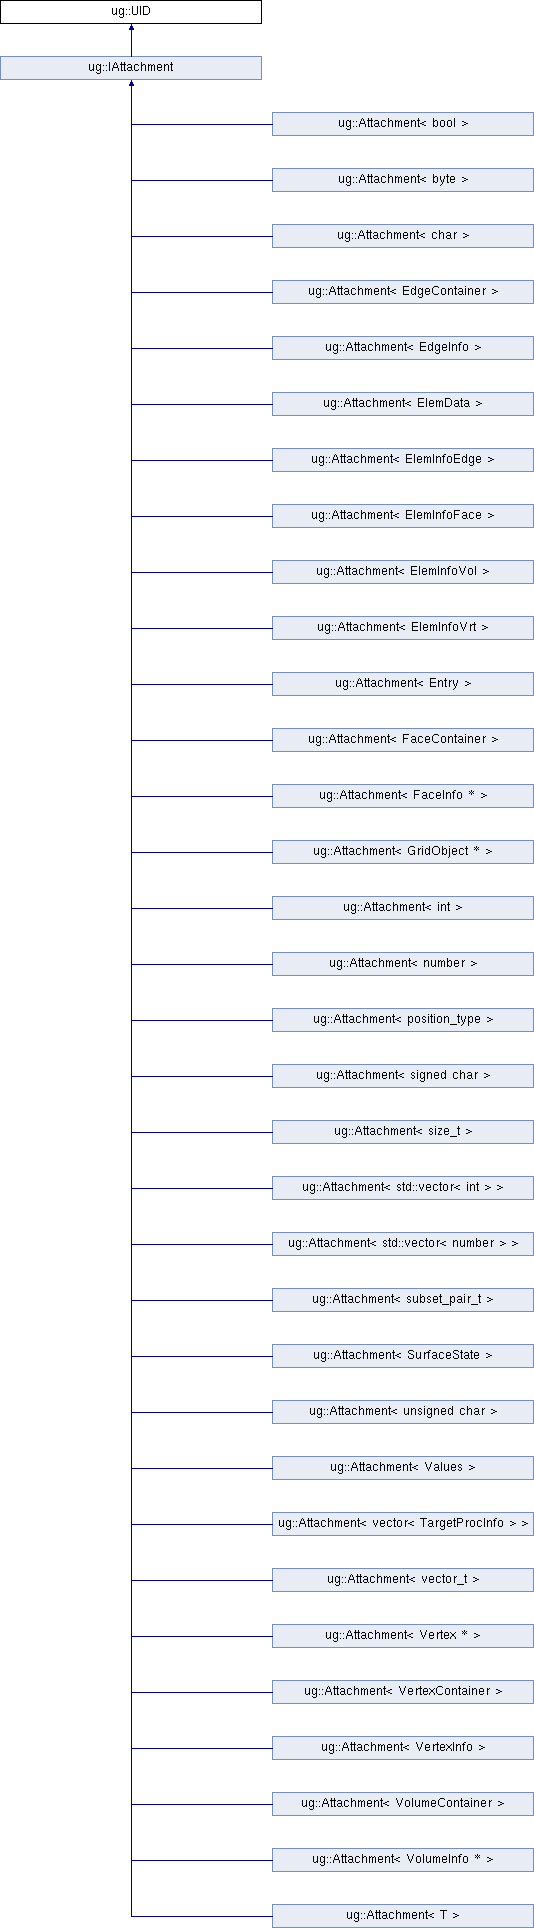 ug::UID
ug::IAttachment
ug::Attachment< bool >
ug::Attachment< byte >
ug::Attachment< char >
ug::Attachment< EdgeContainer >
ug::Attachment< EdgeInfo >
ug::Attachment< ElemData >
ug::Attachment< ElemInfoEdge >
ug::Attachment< ElemInfoFace >
ug::Attachment< ElemInfoVol >
ug::Attachment< ElemInfoVrt >
ug::Attachment< Entry >
ug::Attachment< FaceContainer >
ug::Attachment< FaceInfo * >
ug::Attachment< GridObject * >
ug::Attachment< int >
ug::Attachment< number >
ug::Attachment< position_type >
ug::Attachment< signed char >
ug::Attachment< size_t >
ug::Attachment< std::vector< int > >
ug::Attachment< std::vector< number > >
ug::Attachment< subset_pair_t >
ug::Attachment< SurfaceState >
ug::Attachment< unsigned char >
ug::Attachment< Values >
ug::Attachment< vector< TargetProcInfo > >
ug::Attachment< vector_t >
ug::Attachment< Vertex * >
ug::Attachment< VertexContainer >
ug::Attachment< VertexInfo >
ug::Attachment< VolumeContainer >
ug::Attachment< VolumeInfo * >
ug::Attachment< T >